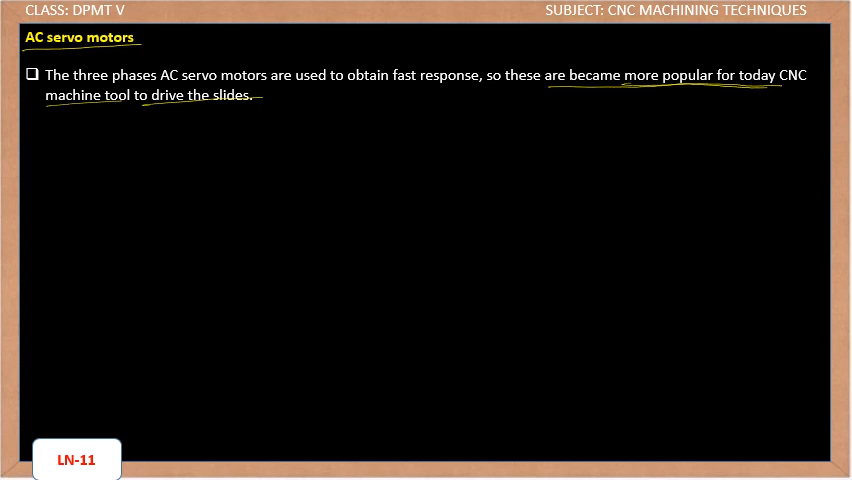 CLASS: DPMT V
SUBJECT: CNC MACHINING TECHNIQUES
AC servo motors
The three phases AC servo motors are used to obtain fast response, so these are became more popular for today CNC
machine tool to drive the slides.
LN-11